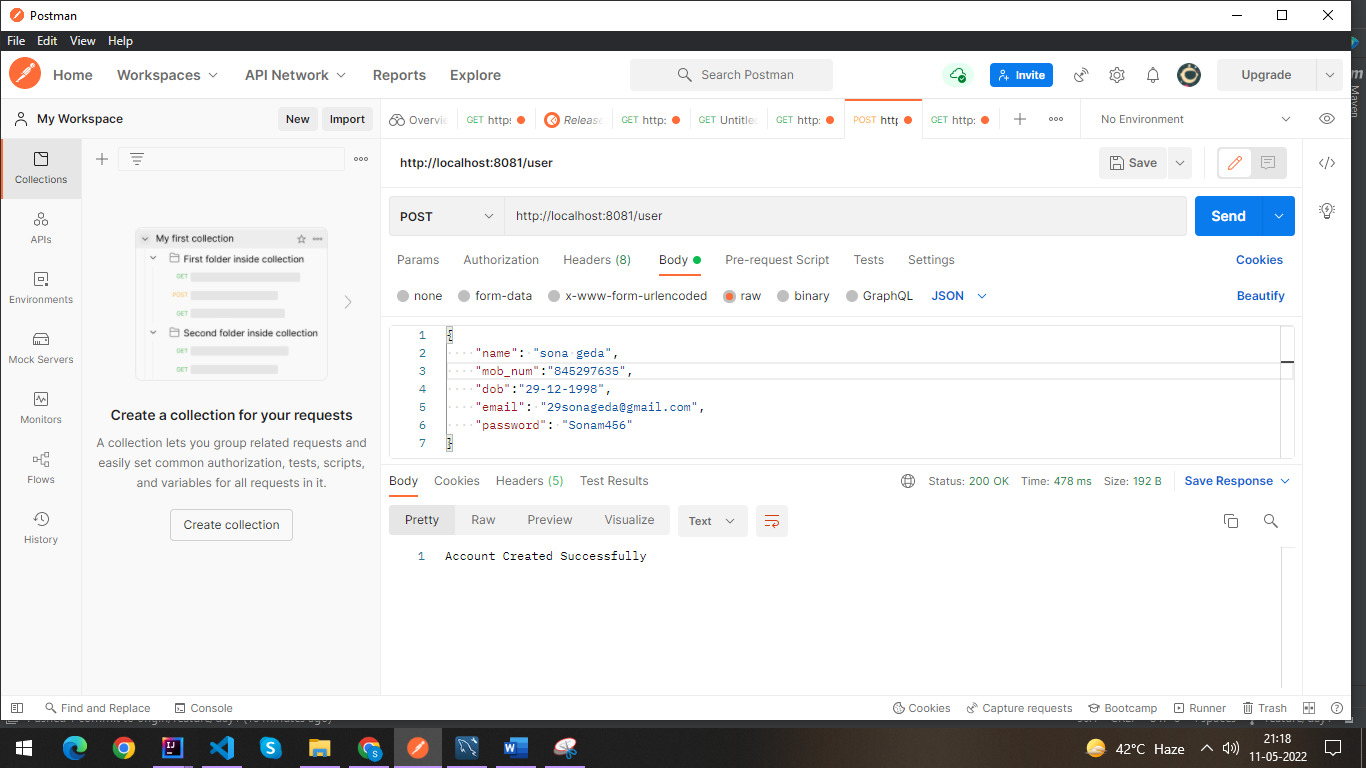 Postman
File Edit View Help
Home Workspaces API Network Reports Explore Search Postman Invite Upgrade
My Workspace New Import
Overvie GET http: Release GET http: GET Untitle GET http: POST http GET http: No Environment
Maven
Collections
APIs
Environments
Mock Servers
Monitors
Flows
History
My first collection
First folder inside collection
GET
POST
GET
Second folder inside collection
GET
GET
Create a collection for your requests
A collection lets you group related requests and
easily set common authorization, tests, scripts,
and variables for all requests in it.
Create collection
http://localhost:8081/user Save
POST http://localhost:8081/user Send
Params Authorization Headers (8) Body Pre-request Script Tests Settings Cookies
none form-data x-www-form-urlencoded raw binary GraphQL JSON Beautify
1 {
2 "name": "sona geda",
3 "mob_num":"845297635",
4 "dob":"29-12-1998",
5 "email": "29sonageda@gmail.com",
6 "password": "Sonam456"
7 }
Body Cookies Headers (5) Test Results Status: 200 OK Time: 478 ms Size: 192 B Save Response
Pretty Raw Preview Visualize Text
1 Account Created Successfully
Find and Replace Console Cookies Capture requests Bootcamp Runner Trash
42°C Haze 21:18
11-05-2022